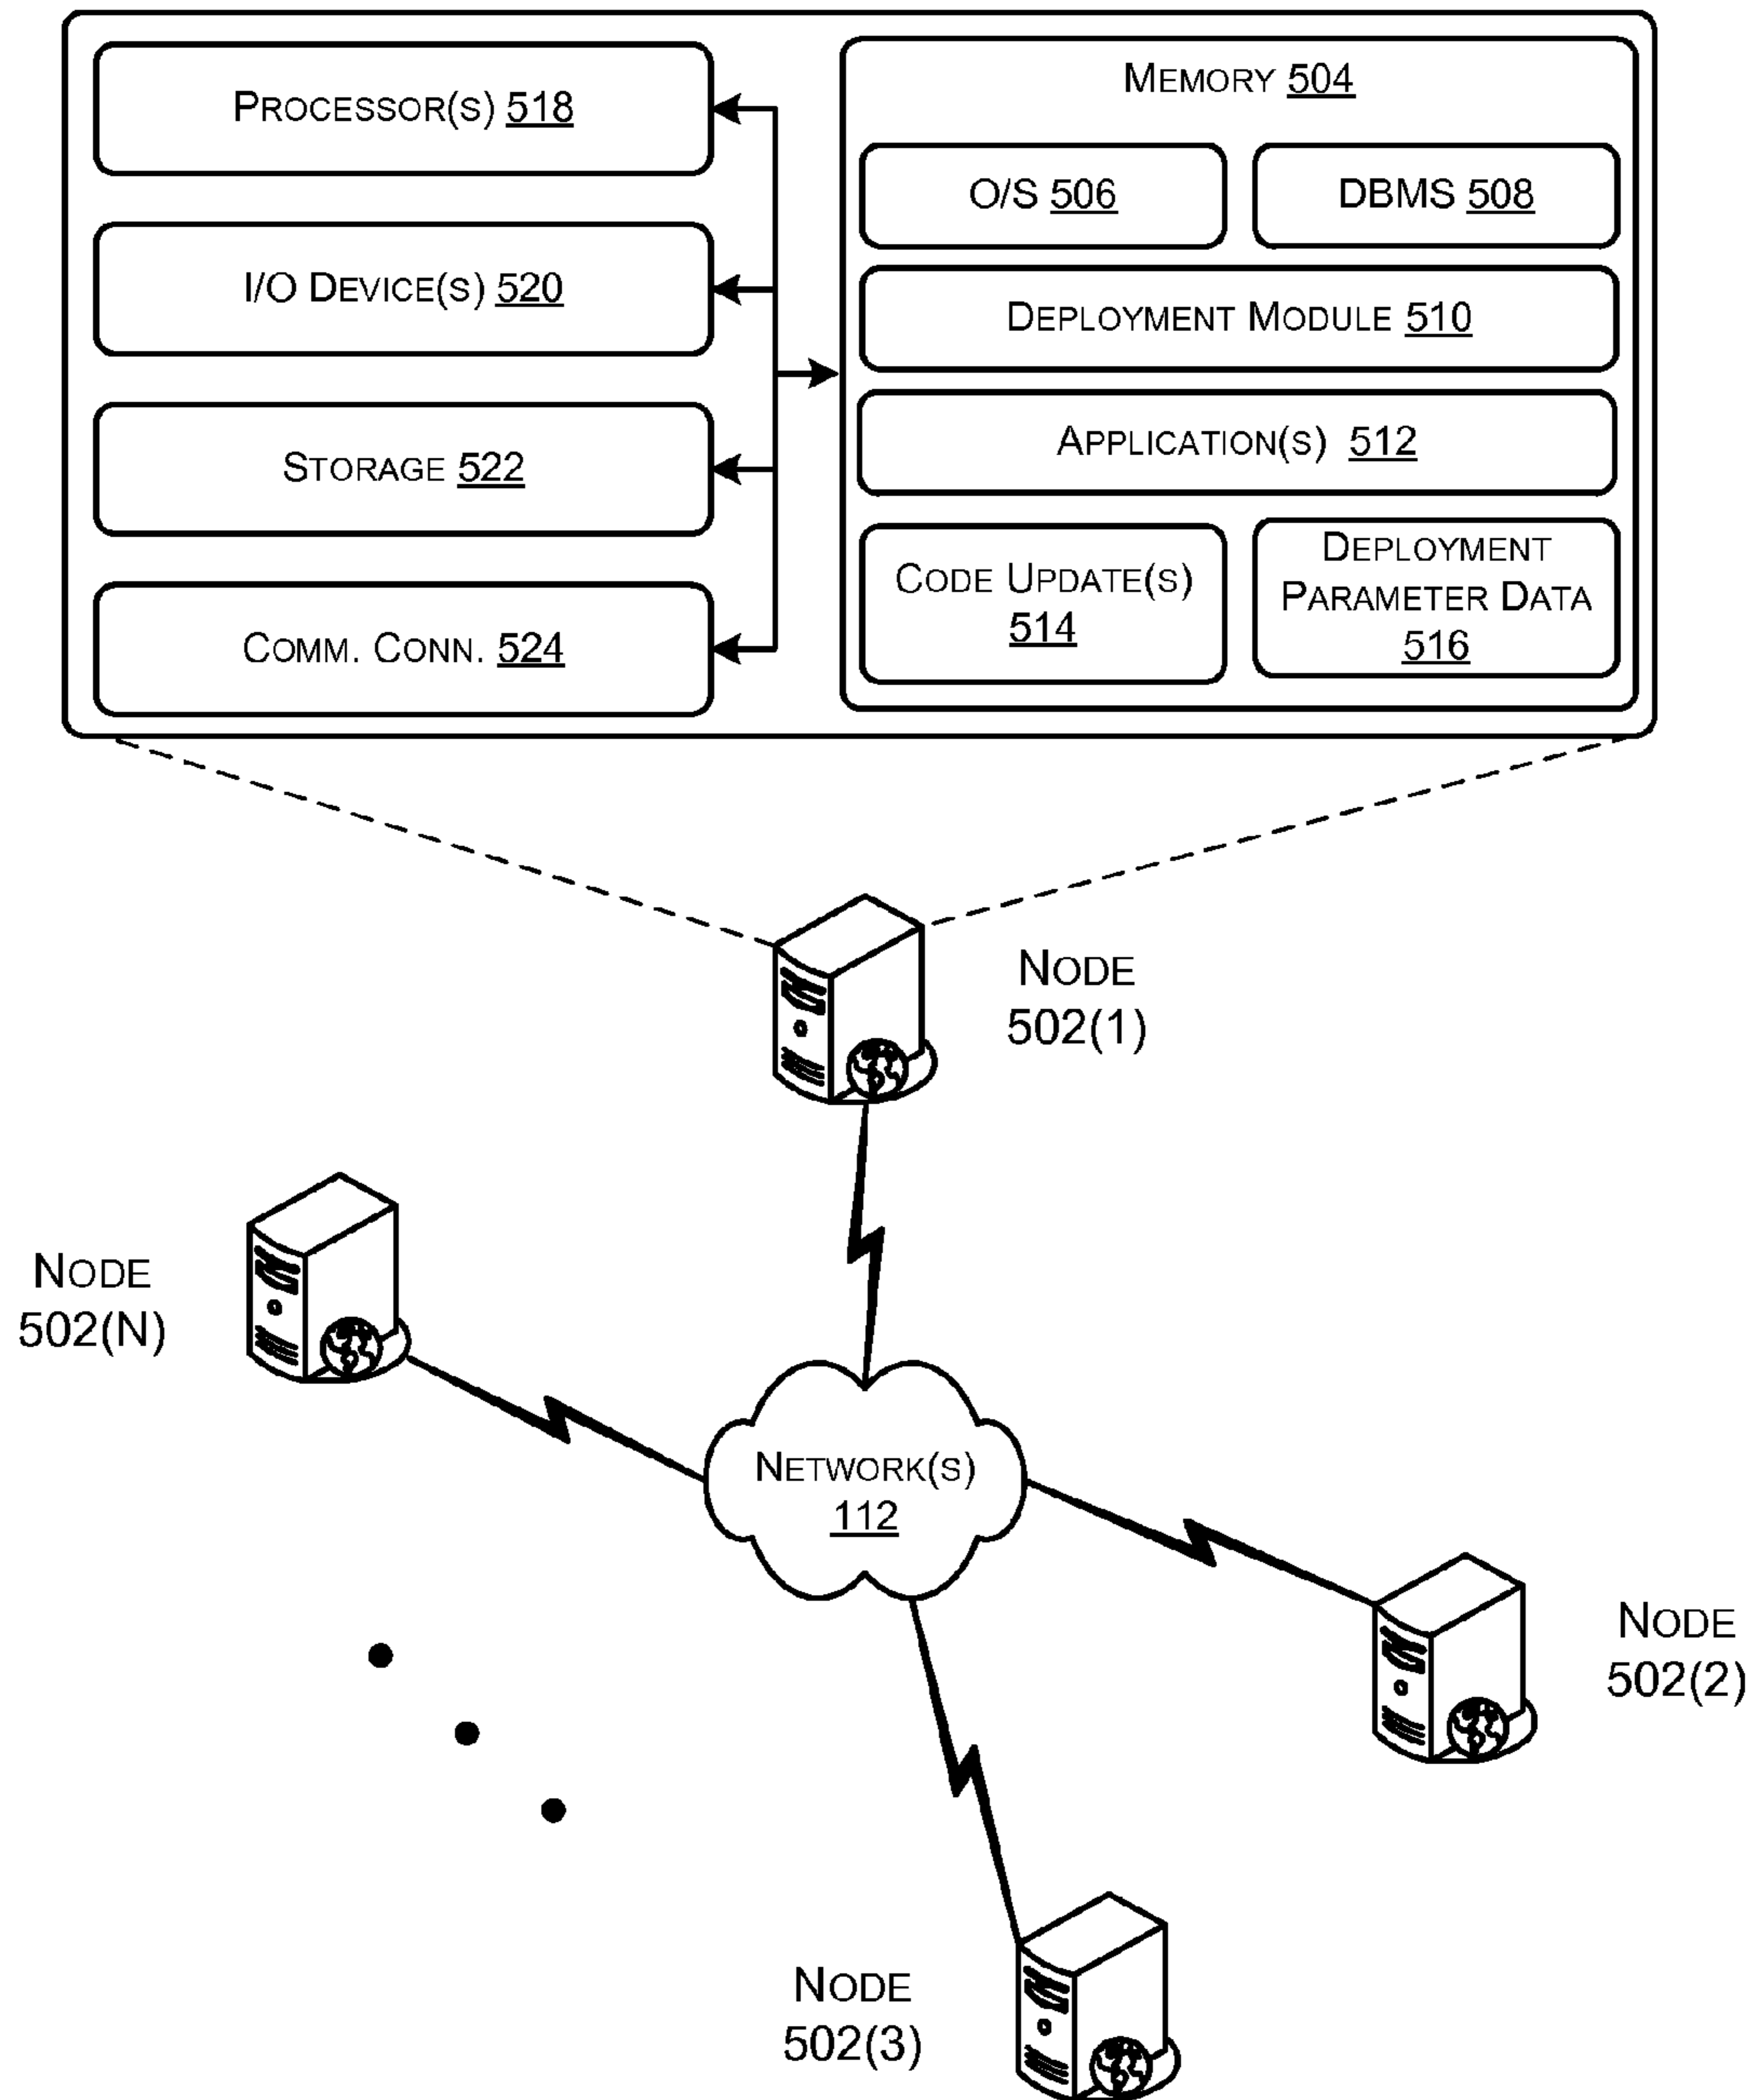 PROCESSOR(S) 518
I/O DEVICE(S) 520
STORAGE 522
COMM. CONN. 524
MEMORY 504
O/S 506
DBMS 508
DEPLOYMENT MODULE 510
APPLICATION(S) 512
CODE UPDATE(S)
514
DEPLOYMENT
PARAMETER DATA
516
NODE
502(1)
NODE
502(N)
NETWORK(S)
112
NODE
502(2)
NODE
502(3)